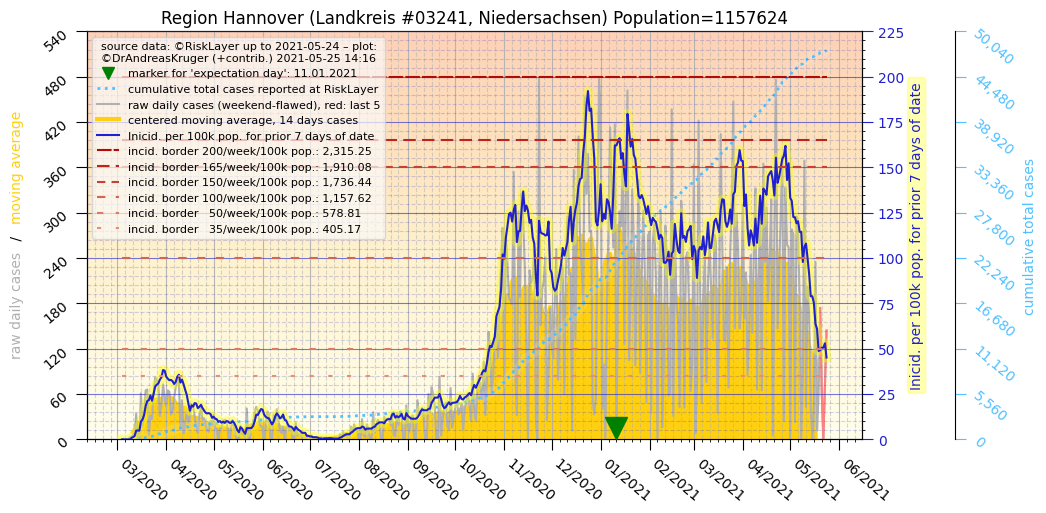 Region Hannover (Landkreis #03241, Niedersachsen) Population=1157624
source data: ©RiskLayer up to 2021-05-24 – plot:
©DrAndreasKruger (+contrib.) 2021-05-25 14:16
marker for 'expectation day': 11.01.2021
cumulative total cases reported at RiskLayer
raw daily cases (weekend-flawed), red: last 5
centered moving average, 14 days cases
Inicid. per 100k pop. for prior 7 days of date
incid. border 200/week/100k pop.: 2,315.25
incid. border 165/week/100k pop.: 1,910.08
incid. border 150/week/100k pop.: 1,736.44
incid. border 100/week/100k pop.: 1,157.62
incid. border 50/week/100k pop.: 578.81
incid. border 35/week/100k pop.: 405.17
raw daily cases / moving average
540
480
420
360
300
240
180
120
60
0
03/2020
04/2020
05/2020
06/2020
07/2020
08/2020
09/2020
10/2020
11/2020
12/2020
01/2021
02/2021
03/2021
04/2021
05/2021
06/2021
225
200
175
150
125
100
75
50
25
0
Inicid. per 100k pop. for prior 7 days of date
50,040
44,480
38,920
33,360
27,800
22,240
16,680
11,120
5,560
0
cumulative total cases